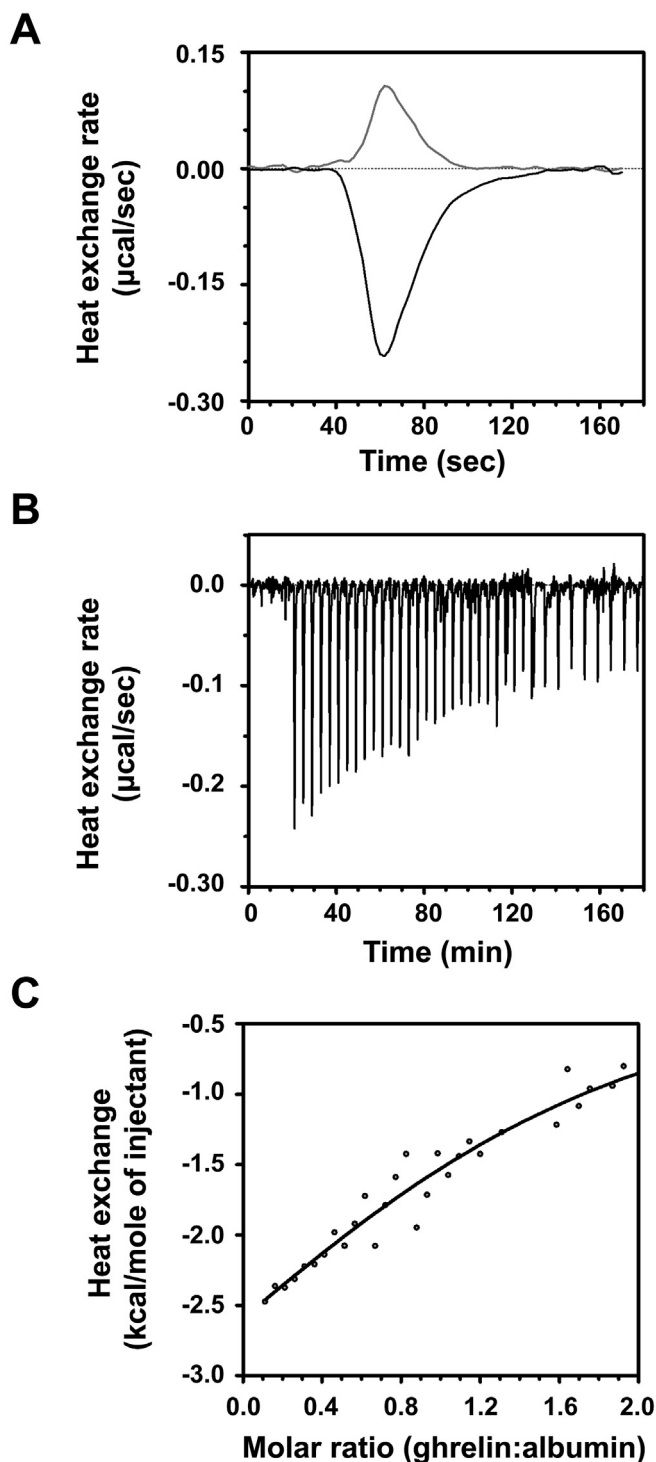 A
Heat exchange rate
(µcal/sec)
0.15
0.00
-0.15
-0.30
0 40 80 120 160
Time (sec)
B
Heat exchange rate
(µcal/sec)
0.0
-0.1
-0.2
-0.30
0 40 80 120 160
Time (min)
C
Heat exchange
(kcal/mole of injectant)
-0.5
-1.0
-1.5
-2.0
-2.5
-3.0
0.0 0.4 0.8 1.2 1.6 2.0
Molar ratio (ghrelin:albumin)